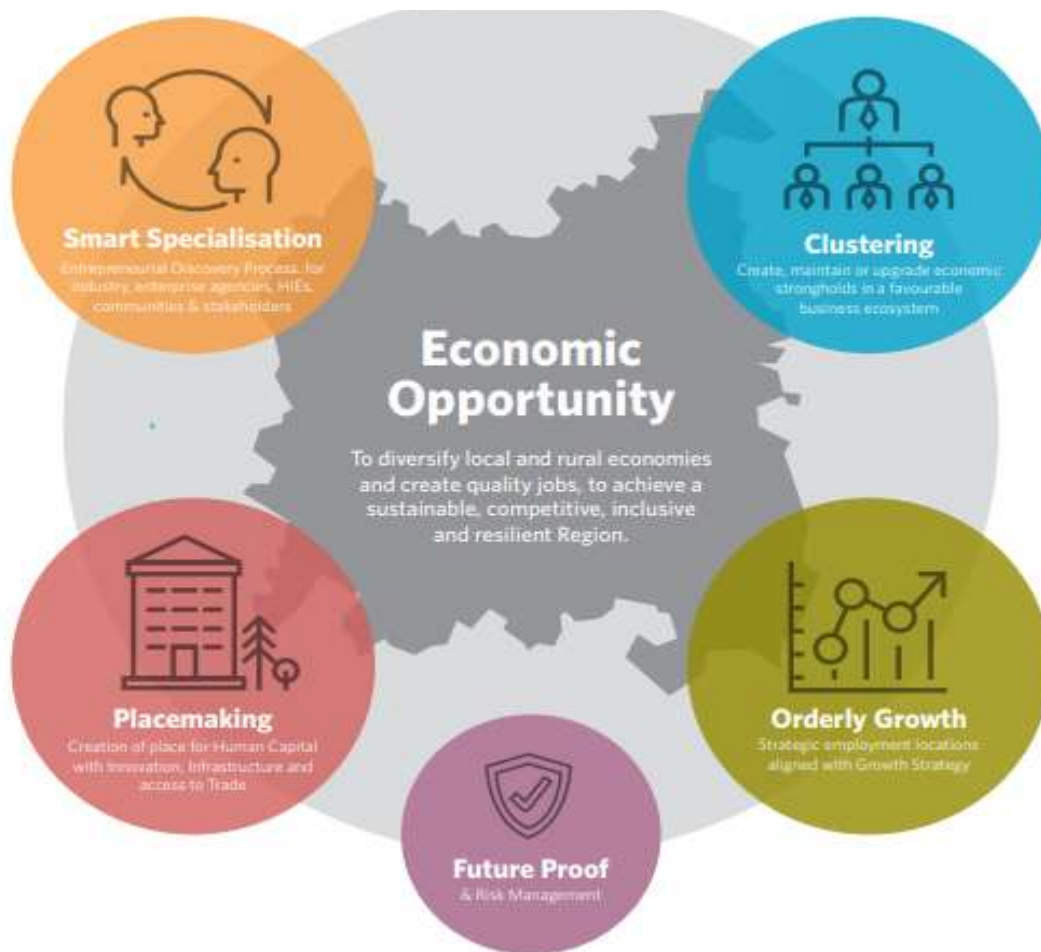 Smart Specialisation
Entrepreneurial Discovery Process, for
industry, enterprise agencies, HIEs,
communities & stakeholders
Clustering
Create, maintain or upgrade economic
strongholds in a favourable
business ecosystem
Economic
Opportunity
To diversify local and rural economies
and create quality jobs, to achieve a
sustainable, competitive, inclusive
and resilient Region.
Placemaking
Creation of place for Human Capital
with Innovation, Infrastructure and
access to Trade
Orderly Growth
Strategic employment locations
aligned with Growth Strategy
Future Proof
& Risk Management